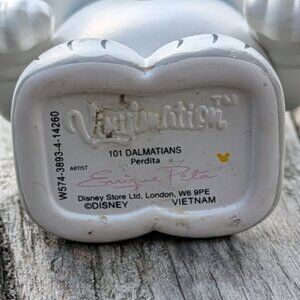 Vinylmation™
101 DALMATIANS
Perdita
ARTIST
Disney Store Ltd, London, W6 9PE
©DISNEY VIETNAM
W574-3893-4-14260